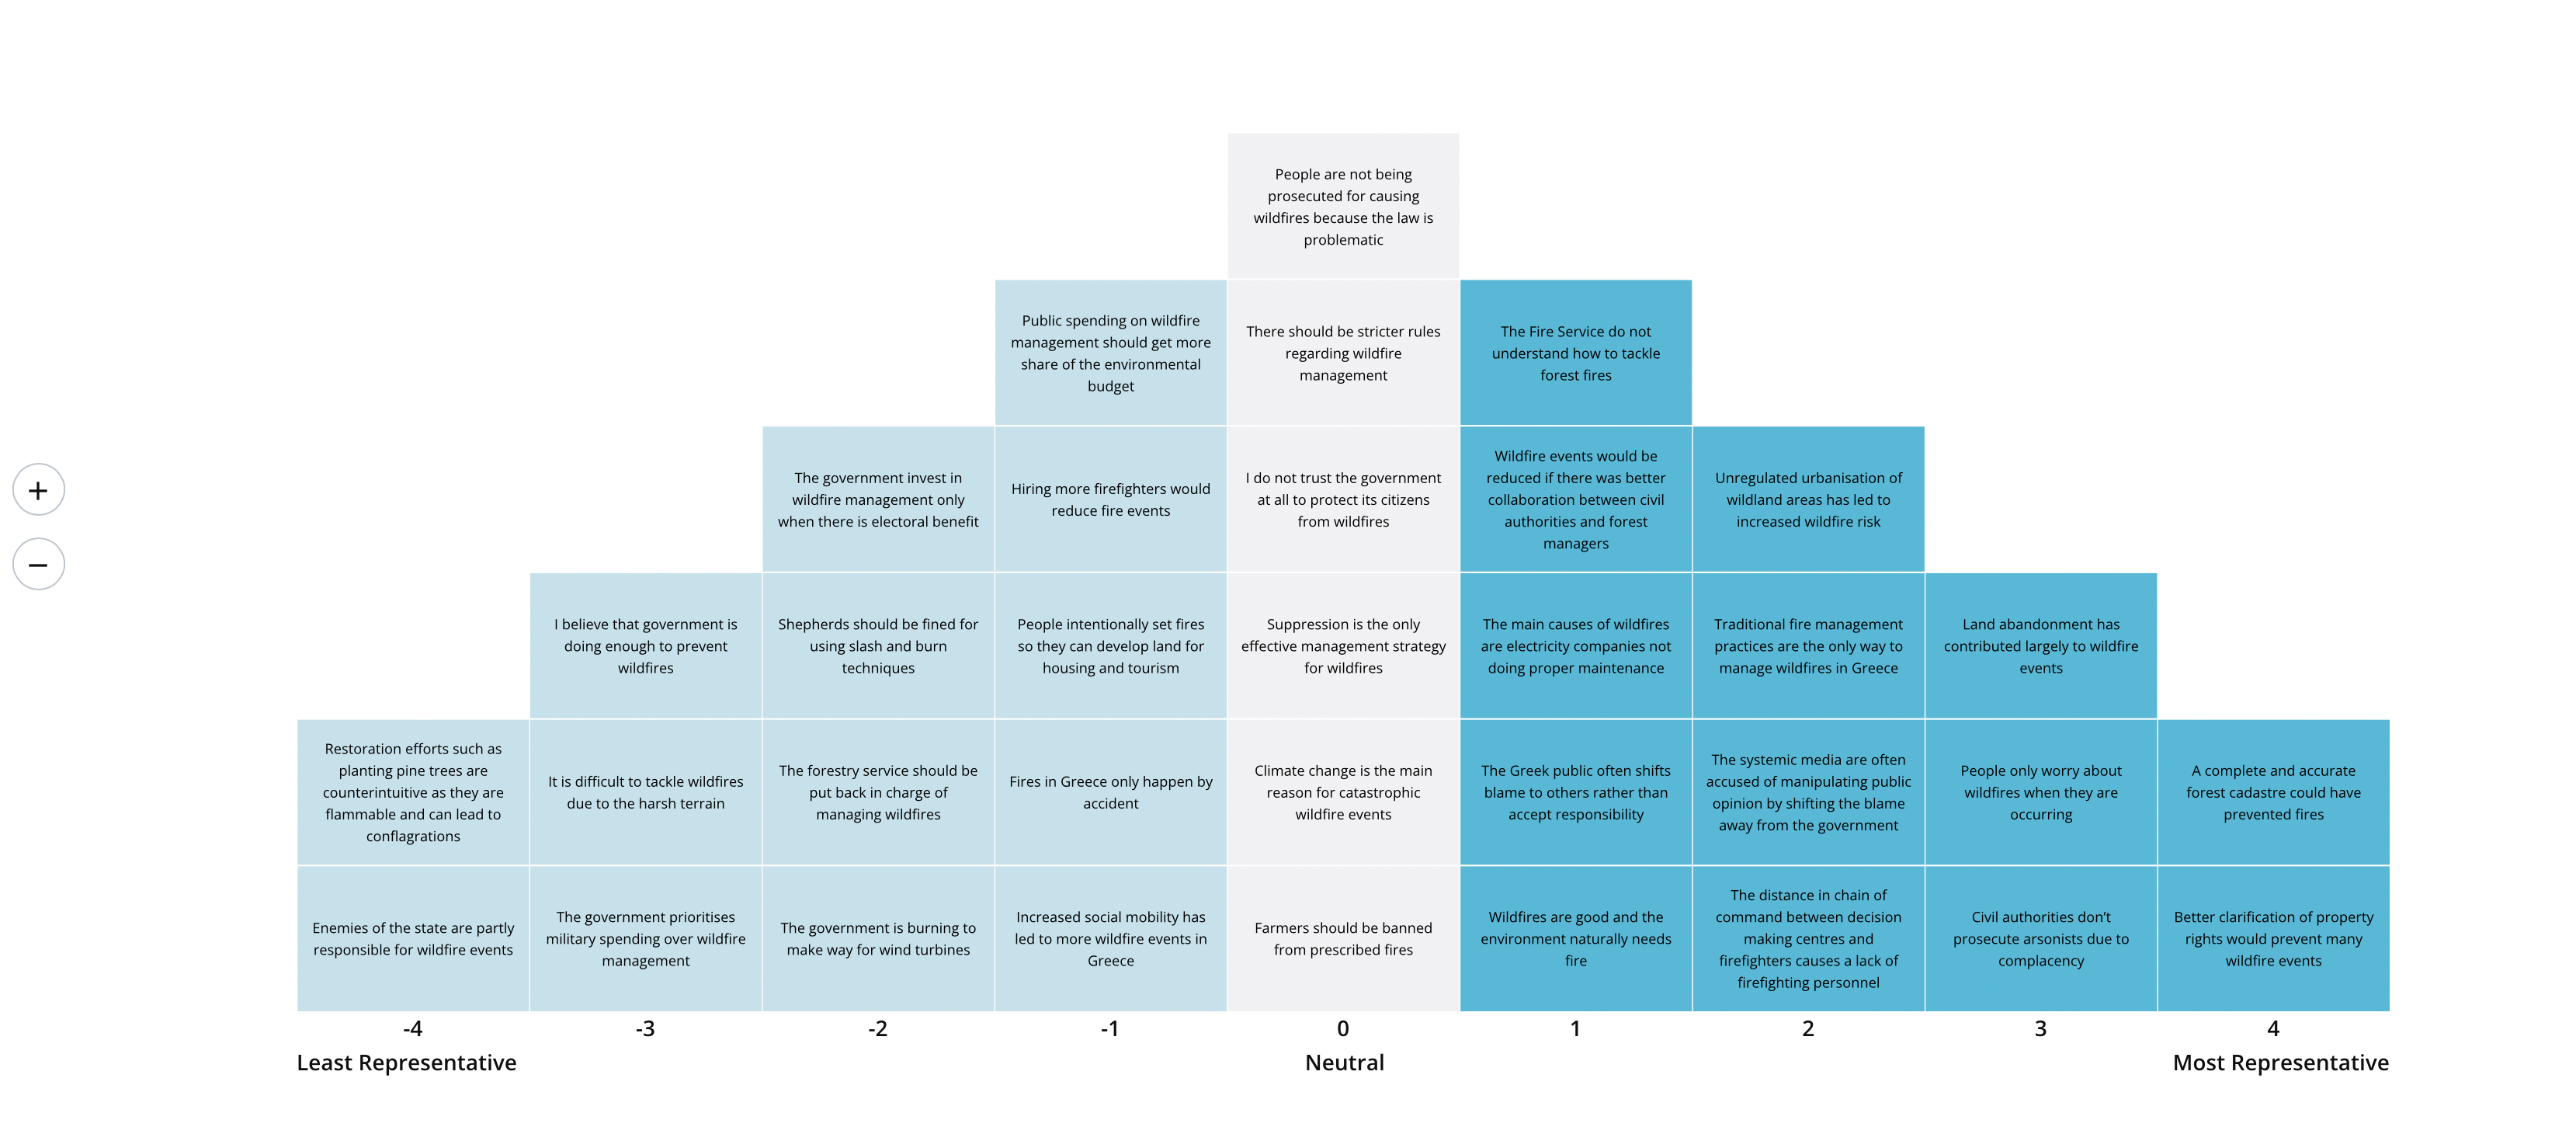 People are not being
prosecuted for causing
wildfires because the law is
problematic
Public spending on wildfire
management should get more
share of the environmental
budget
There should be stricter rules
regarding wildfire
management
The Fire Service do not
understand how to tackle
forest fires
The government invest in
wildfire management only
when there is electoral benefit
Hiring more firefighters would
reduce fire events
I do not trust the government
at all to protect its citizens
from wildfires
Wildfire events would be
reduced if there was better
collaboration between civil
authorities and forest
managers
Unregulated urbanisation of
wildland areas has led to
increased wildfire risk
I believe that government is
doing enough to prevent
wildfires
Shepherds should be fined for
using slash and burn
techniques
People intentionally set fires
so they can develop land for
housing and tourism
Suppression is the only
effective management strategy
for wildfires
The main causes of wildfires
are electricity companies not
doing proper maintenance
Traditional fire management
practices are the only way to
manage wildfires in Greece
Land abandonment has
contributed largely to wildfire
events
Restoration efforts such as
planting pine trees are
counterintuitive as they are
flammable and can lead to
conflagrations
It is difficult to tackle wildfires
due to the harsh terrain
The forestry service should be
put back in charge of
managing wildfires
Fires in Greece only happen by
accident
Climate change is the main
reason for catastrophic
wildfire events
The Greek public often shifts
blame to others rather than
accept responsibility
The systemic media are often
accused of manipulating public
opinion by shifting the blame
away from the government
People only worry about
wildfires when they are
occurring
A complete and accurate
forest cadastre could have
prevented fires
Enemies of the state are partly
responsible for wildfire events
The government prioritises
military spending over wildfire
management
The government is burning to
make way for wind turbines
Increased social mobility has
led to more wildfire events in
Greece
Farmers should be banned
from prescribed fires
Wildfires are good and the
environment naturally needs
fire
The distance in chain of
command between decision
making centres and
firefighters causes a lack of
firefighting personnel
Civil authorities don’t
prosecute arsonists due to
complacency
Better clarification of property
rights would prevent many
wildfire events
-4 -3 -2 -1 0 1 2 3 4
Least Representative Neutral Most Representative